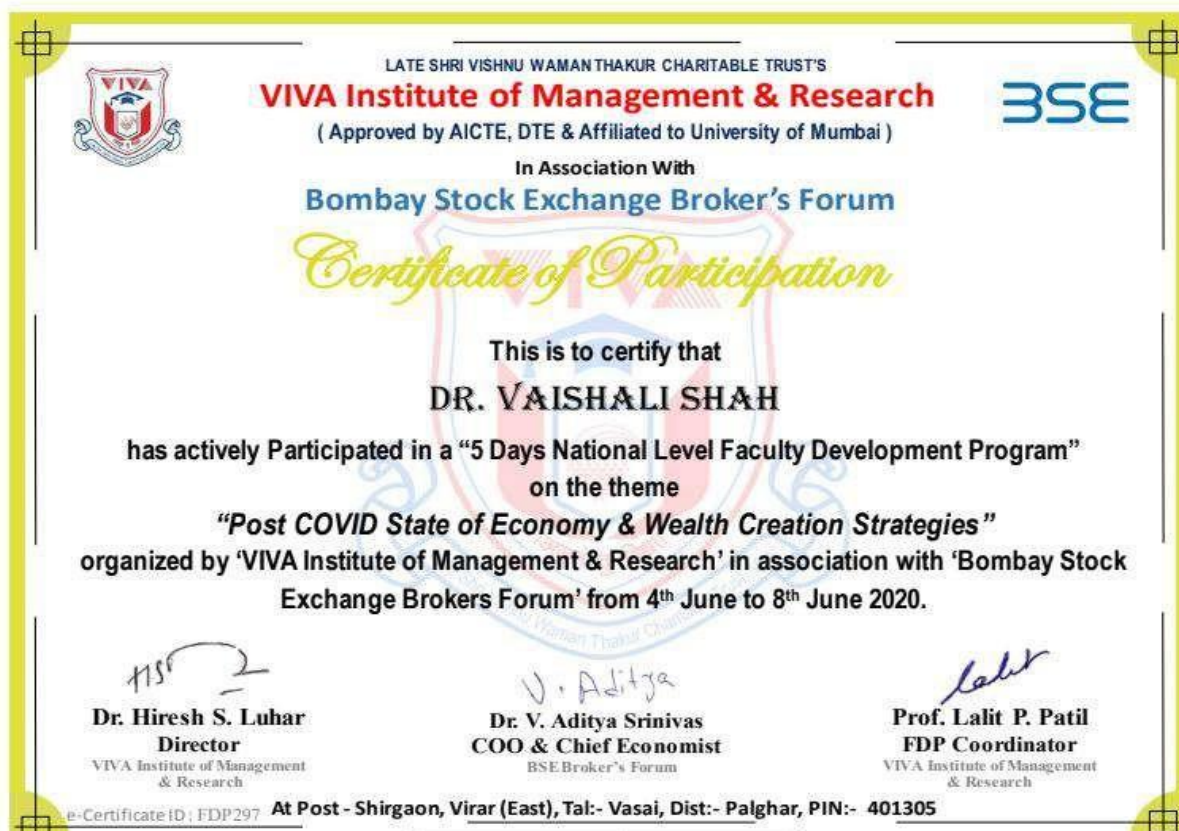 LATE SHRI VISHNU WAMAN THAKUR CHARITABLE TRUST'S
VIVA Institute of Management & Research
( Approved by AICTE, DTE & Affiliated to University of Mumbai )
In Association With
Bombay Stock Exchange Broker's Forum
VIVA
BSE
Certificate of Participation
VIVA
This is to certify that
DR. VAISHALI SHAH
has actively Participated in a “5 Days National Level Faculty Development Program”
on the theme
“Post COVID State of Economy & Wealth Creation Strategies”
organized by ‘VIVA Institute of Management & Research’ in association with ‘Bombay Stock
Exchange Brokers Forum’ from 4th June to 8th June 2020.
Waman Thakur
V. Aditya
Lalit
Dr. Hiresh S. Luhar
Director
VIVA Institute of Management
& Research
Dr. V. Aditya Srinivas
COO & Chief Economist
BSE Broker's Forum
Prof. Lalit P. Patil
FDP Coordinator
VIVA Institute of Management
& Research
e-Certificate ID : FDP297
At Post - Shirgaon, Virar (East), Tal:- Vasai, Dist:- Palghar, PIN:- 401305